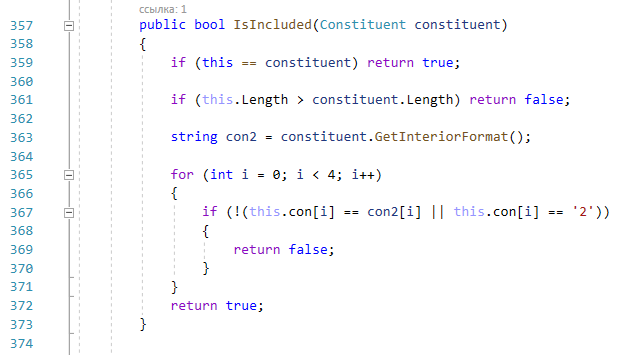 ссылка: 1
357 public bool IsIncluded(Constituent constituent)
358 {
359 if (this == constituent) return true;
360
361 if (this.Length > constituent.Length) return false;
362
363 string con2 = constituent.GetInteriorFormat();
364
365 for (int i = 0; i < 4; i++)
366 {
367 if (!(this.con[i] == con2[i] || this.con[i] == '2'))
368 {
369 return false;
370 }
371 }
372 return true;
373 }
374